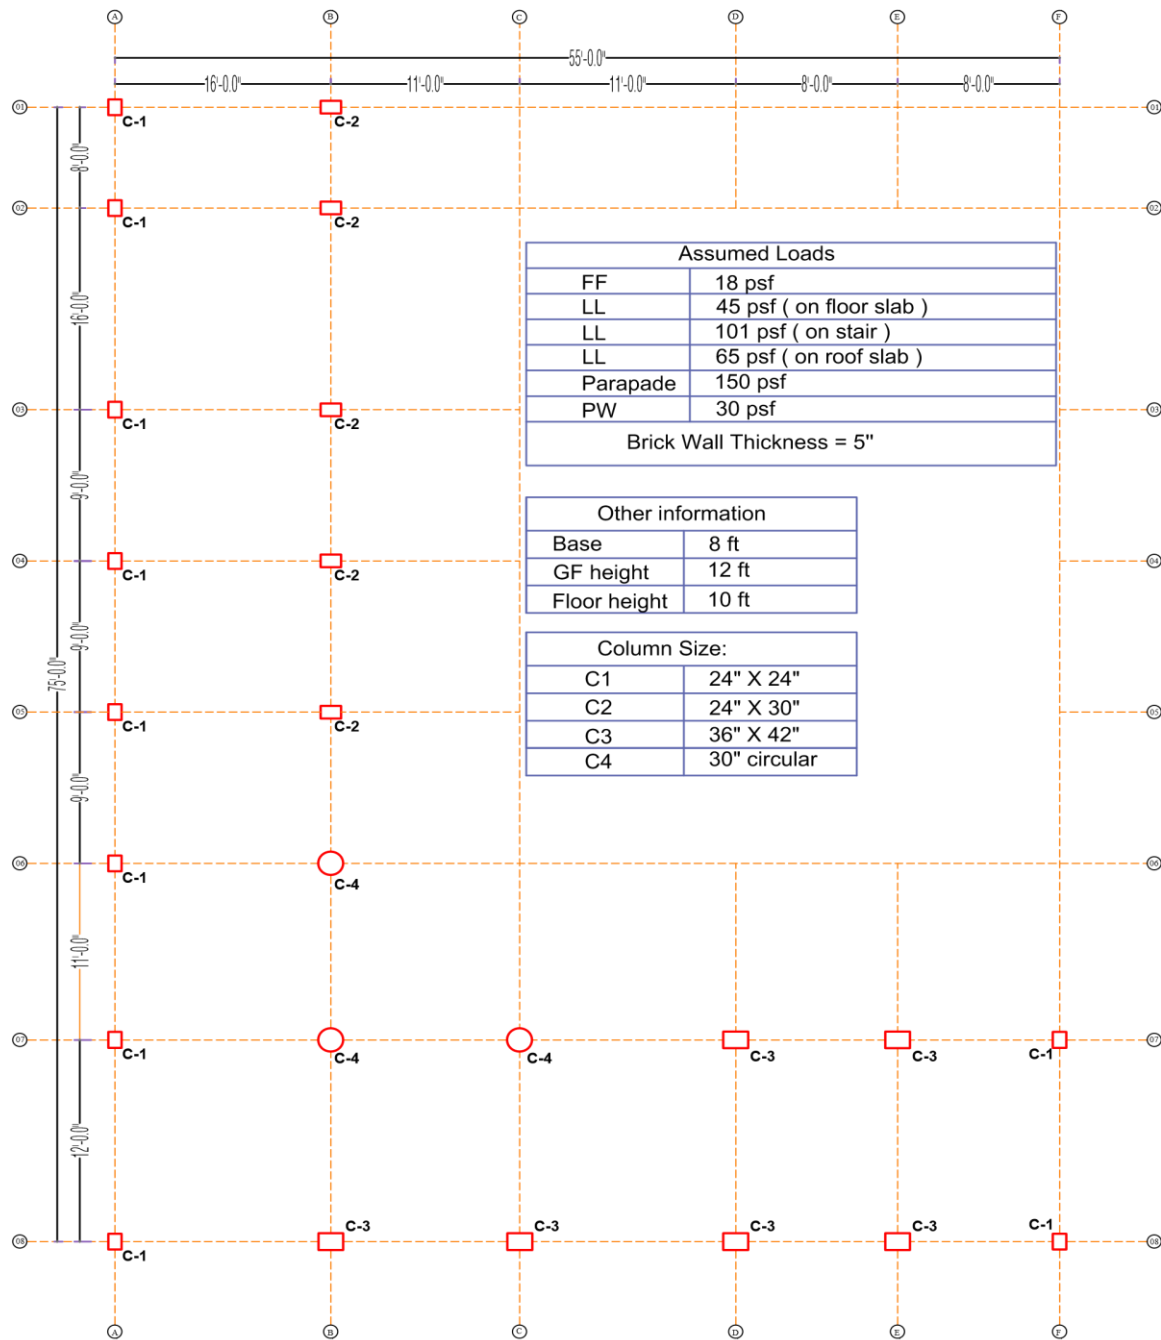 A B C D E F
55'-0.0"
16'-0.0" 11'-0.0" 11'-0.0" 8'-0.0" 8'-0.0"
01 01
C-1 C-2
8'-0.0"
02 02
C-1 C-2
Assumed Loads
FF 18 psf
LL 45 psf ( on floor slab )
16'-0.0"
LL 101 psf ( on stair )
LL 65 psf ( on roof slab )
Parapade 150 psf
PW 30 psf
03 03
C-1 C-2
Brick Wall Thickness = 5"
9'-0.0"
Other information
Base 8 ft
04 04
GF height 12 ft
C-1 C-2
Floor height 10 ft
9'-0.0"
Column Size:
75'-0.0"
C1 24" X 24"
C2 24" X 30"
05 05
C-1 C-2
C3 36" X 42"
C4 30" circular
9'-0.0"
06 06
C-1 C-4
11'-0.0"
07 07
C-1 C-4 C-4 C-3 C-3 C-1
12'-0.0"
C-3 C-3 C-3 C-3 C-1
08 08
C-1
A B C D E F